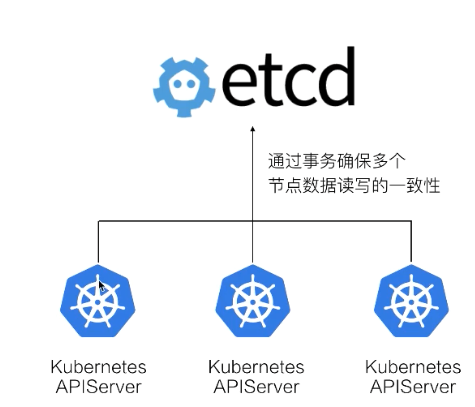 etcd
通过事务确保多个
节点数据读写的一致性
Kubernetes
APIServer
Kubernetes
APIServer
Kubernetes
APIServer